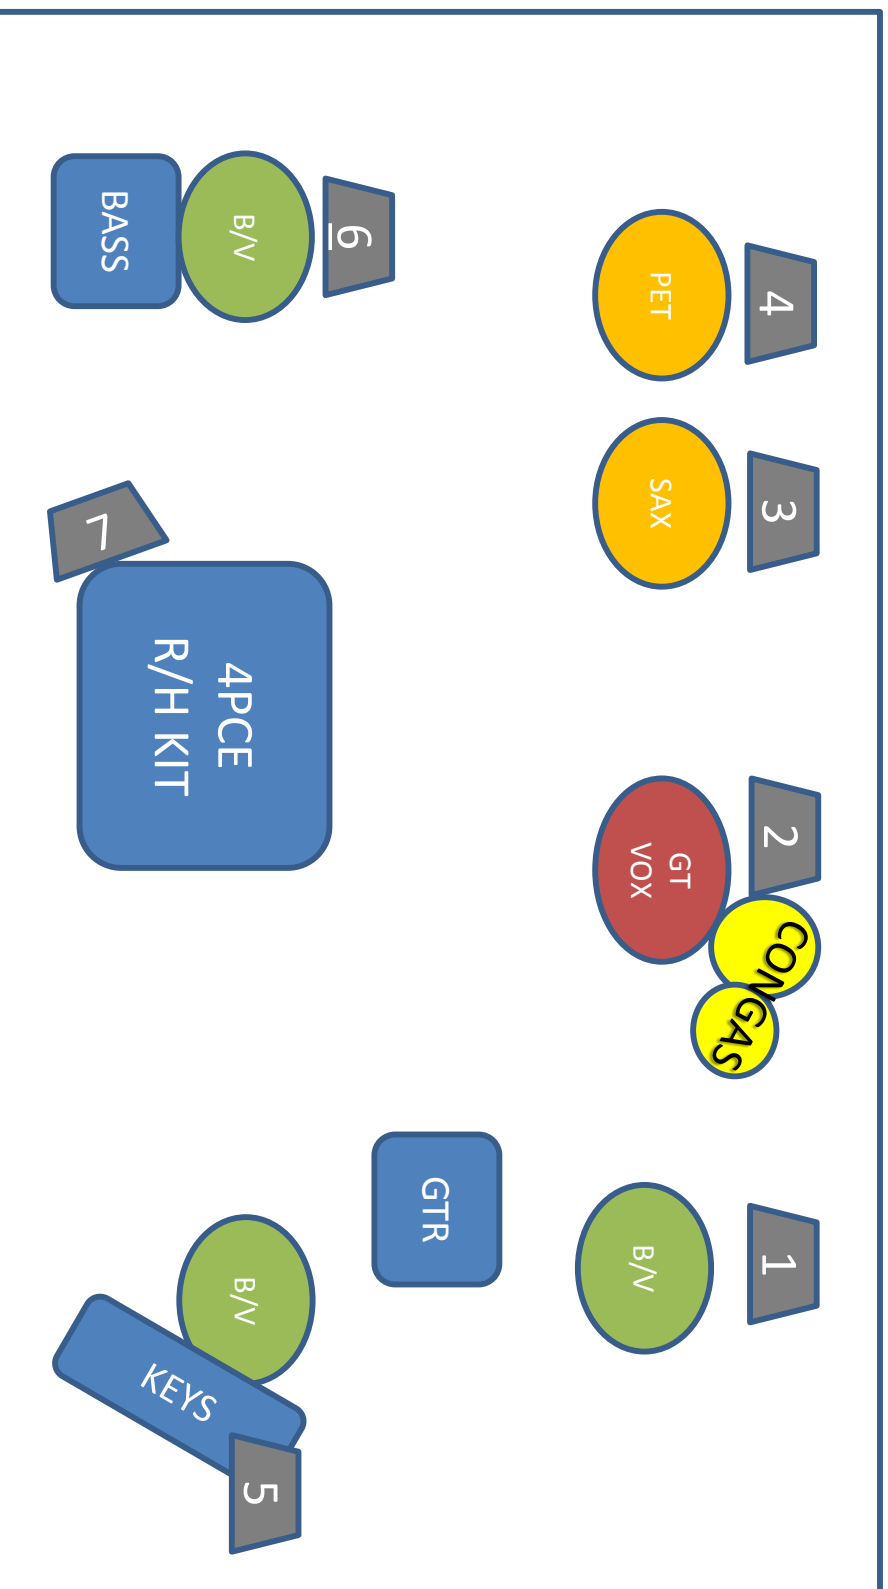 4
3
2
1
CONGAS
PET
SAX
GT
VOX
B/V
GTR
6
B/V
BASS
7
4PCE
R/H KIT
B/V
KEYS
5